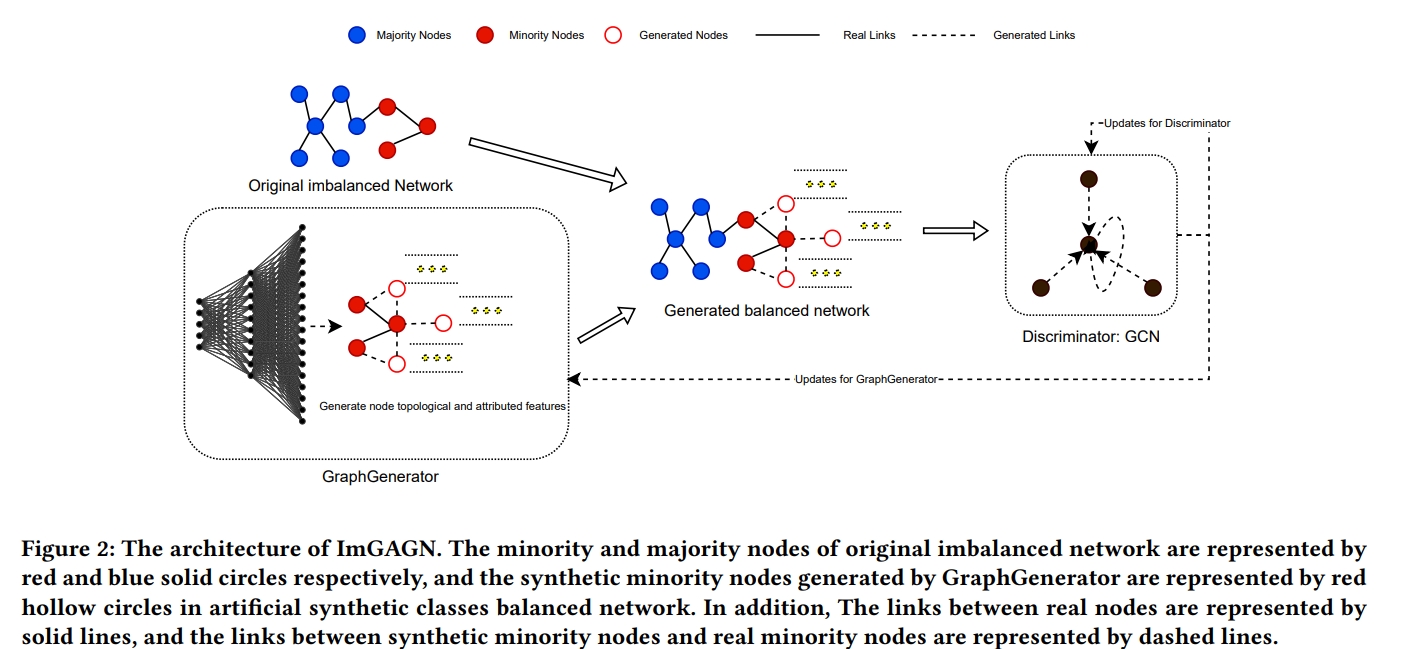 Majority Nodes
Minority Nodes
Generated Nodes
Real Links
Generated Links
Original imbalanced Network
Updates for Discriminator
Generated balanced network
Discriminator: GCN
Updates for GraphGenerator
Generate node topological and attributed features
GraphGenerator
Figure 2: The architecture of ImGAGN. The minority and majority nodes of original imbalanced network are represented by
red and blue solid circles respectively, and the synthetic minority nodes generated by GraphGenerator are represented by red
hollow circles in artificial synthetic classes balanced network. In addition, The links between real nodes are represented by
solid lines, and the links between synthetic minority nodes and real minority nodes are represented by dashed lines.